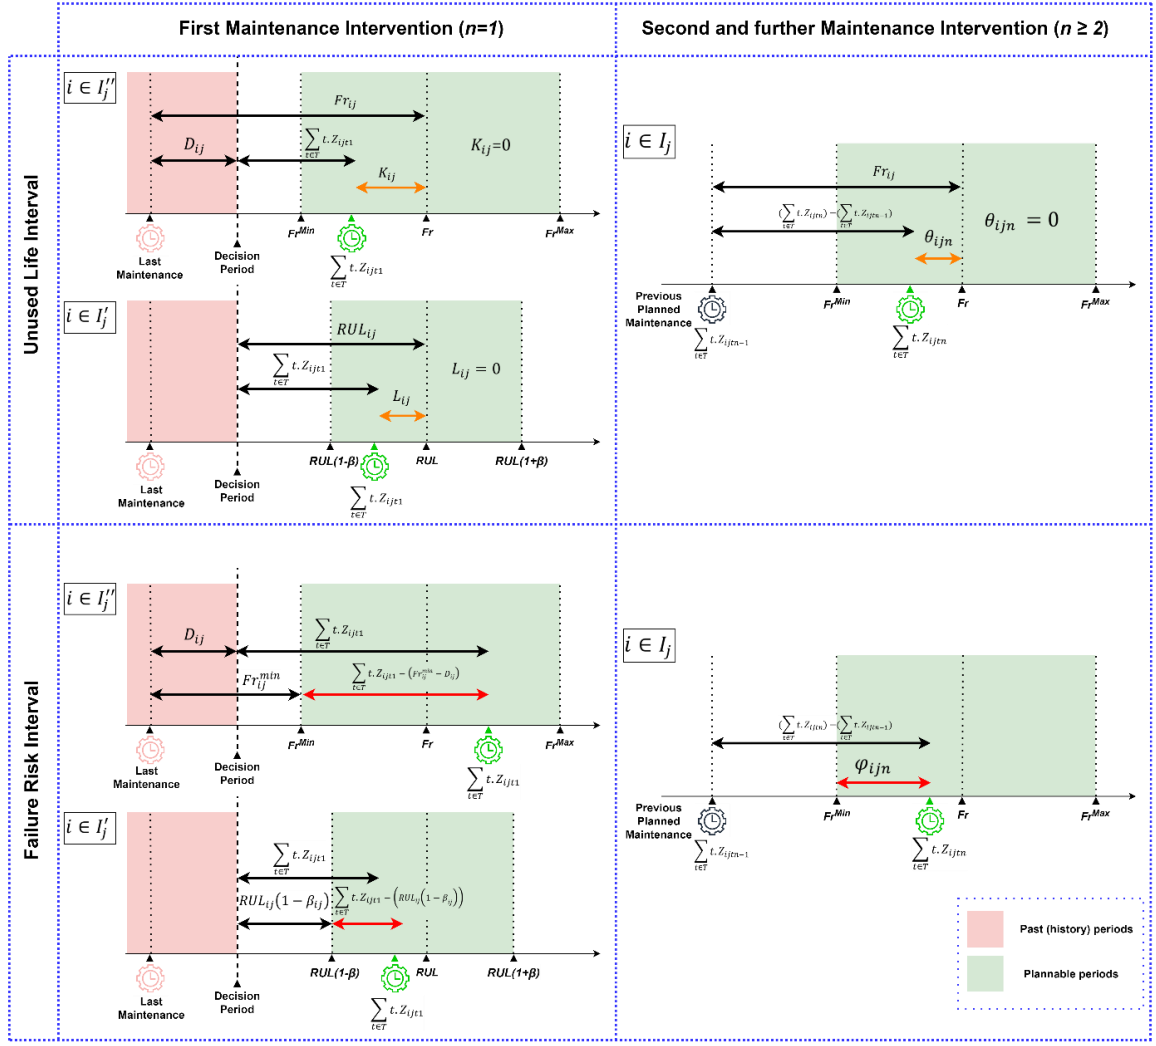 First Maintenance Intervention (n=1)
Second and further Maintenance Intervention (n ≥ 2)
Unused Life Interval
i ∈ I''_j
Fr_ij
D_ij
∑_{t∈T} t.Z_ijt1
K_ij
K_ij=0
Fr^Min
Fr
Fr^Max
Last
Maintenance
Decision
Period
∑_{t∈T} t.Z_ijt1
i ∈ I'_j
RUL_ij
∑_{t∈T} t.Z_ijt1
L_ij
L_ij = 0
RUL(1-β)
RUL
RUL(1+β)
Last
Maintenance
Decision
Period
∑_{t∈T} t.Z_ijt1
i ∈ I_j
Fr_ij
(∑_{t∈T} t.Z_ijtn)−(∑_{t∈T} t.Z_ijtn−1)
θ_ijn
θ_ijn = 0
Previous
Planned
Maintenance
Fr^Min
Fr
Fr^Max
∑_{t∈T} t.Z_ijtn−1
∑_{t∈T} t.Z_ijtn
Failure Risk Interval
i ∈ I''_j
D_ij
∑_{t∈T} t.Z_ijt1
Fr_ij^min
∑_{t∈T} t.Z_ijt1 − (Fr_ij^min − D_ij)
Fr^Min
Fr
Fr^Max
Last
Maintenance
Decision
Period
∑_{t∈T} t.Z_ijt1
i ∈ I'_j
∑_{t∈T} t.Z_ijt1
RUL_ij(1 − β_ij)
∑_{t∈T} t.Z_ijt1 − (RUL_ij(1 − β_ij))
RUL(1-β)
RUL
RUL(1+β)
Last
Maintenance
Decision
Period
∑_{t∈T} t.Z_ijt1
i ∈ I_j
(∑_{t∈T} t.Z_ijtn)−(∑_{t∈T} t.Z_ijtn−1)
φ_ijn
Previous
Planned
Maintenance
Fr^Min
Fr
Fr^Max
∑_{t∈T} t.Z_ijtn−1
∑_{t∈T} t.Z_ijtn
Past (history) periods
Plannable periods